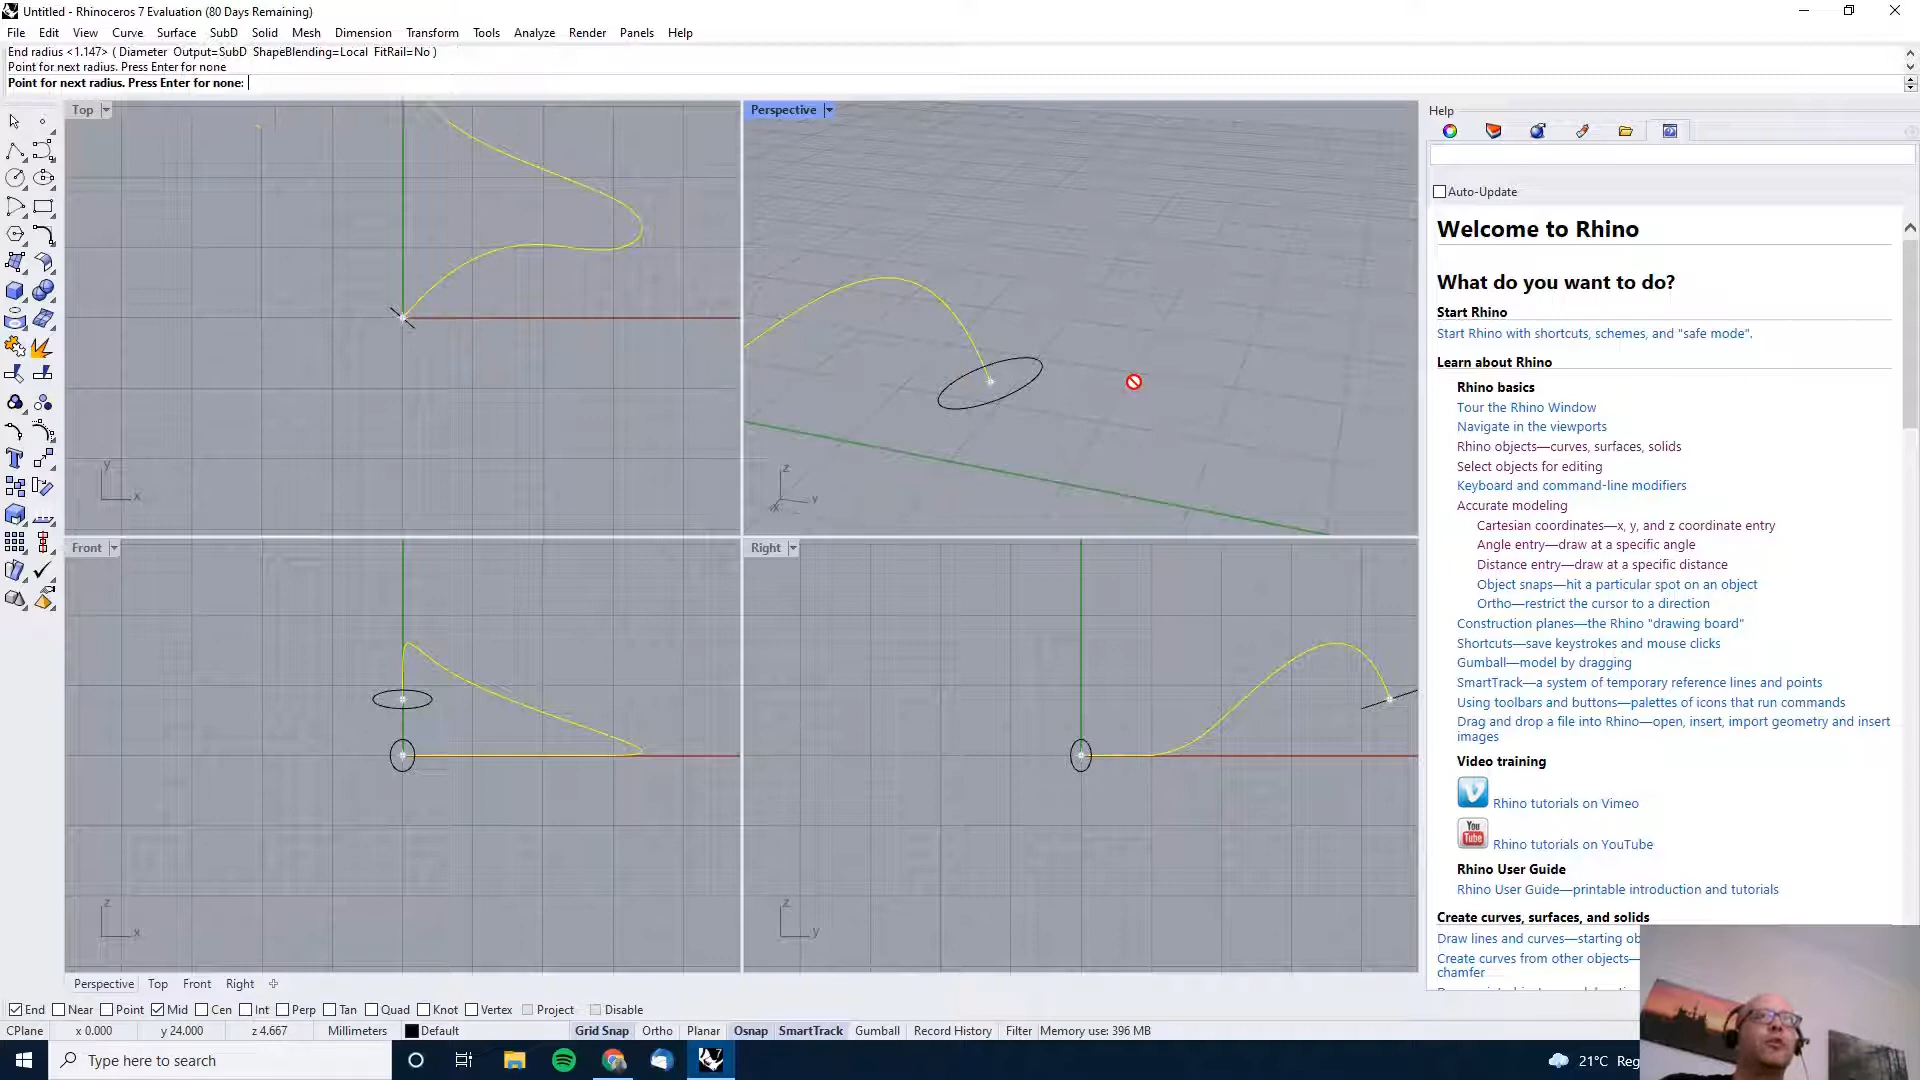 Untitled - Rhinoceros 7 Evaluation (80 Days Remaining)
File Edit View Curve Surface SubD Solid Mesh Dimension Transform Tools Analyze Render Panels Help
End radius <1.147> ( Diameter Output=SubD ShapeBlending=Local FitRail=No )
Point for next radius. Press Enter for none
Point for next radius. Press Enter for none:
Top
Perspective
y
x
z
y
x
Front
Right
z
x
z
y
Help
Auto-Update
Welcome to Rhino
What do you want to do?
Start Rhino
Start Rhino with shortcuts, schemes, and "safe mode".
Learn about Rhino
Rhino basics
Tour the Rhino Window
Navigate in the viewports
Rhino objects—curves, surfaces, solids
Select objects for editing
Keyboard and command-line modifiers
Accurate modeling
Cartesian coordinates—x, y, and z coordinate entry
Angle entry—draw at a specific angle
Distance entry—draw at a specific distance
Object snaps—hit a particular spot on an object
Ortho—restrict the cursor to a direction
Construction planes—the Rhino "drawing board"
Shortcuts—save keystrokes and mouse clicks
Gumball—model by dragging
SmartTrack—a system of temporary reference lines and points
Using toolbars and buttons—palettes of icons that run commands
Drag and drop a file into Rhino—open, insert, import geometry and insert
images
Video training
Rhino tutorials on Vimeo
You
Tube
Rhino tutorials on YouTube
Rhino User Guide
Rhino User Guide—printable introduction and tutorials
Create curves, surfaces, and solids
Draw lines and curves—starting ob
Create curves from other objects—
chamfer
Perspective Top Front Right
End Near Point Mid Cen Int Perp Tan Quad Knot Vertex Project Disable
CPlane x 0.000 y 24.000 z 4.667 Millimeters Default Grid Snap Ortho Planar Osnap SmartTrack Gumball Record History Filter Memory use: 396 MB
Type here to search
7
21°C Reg